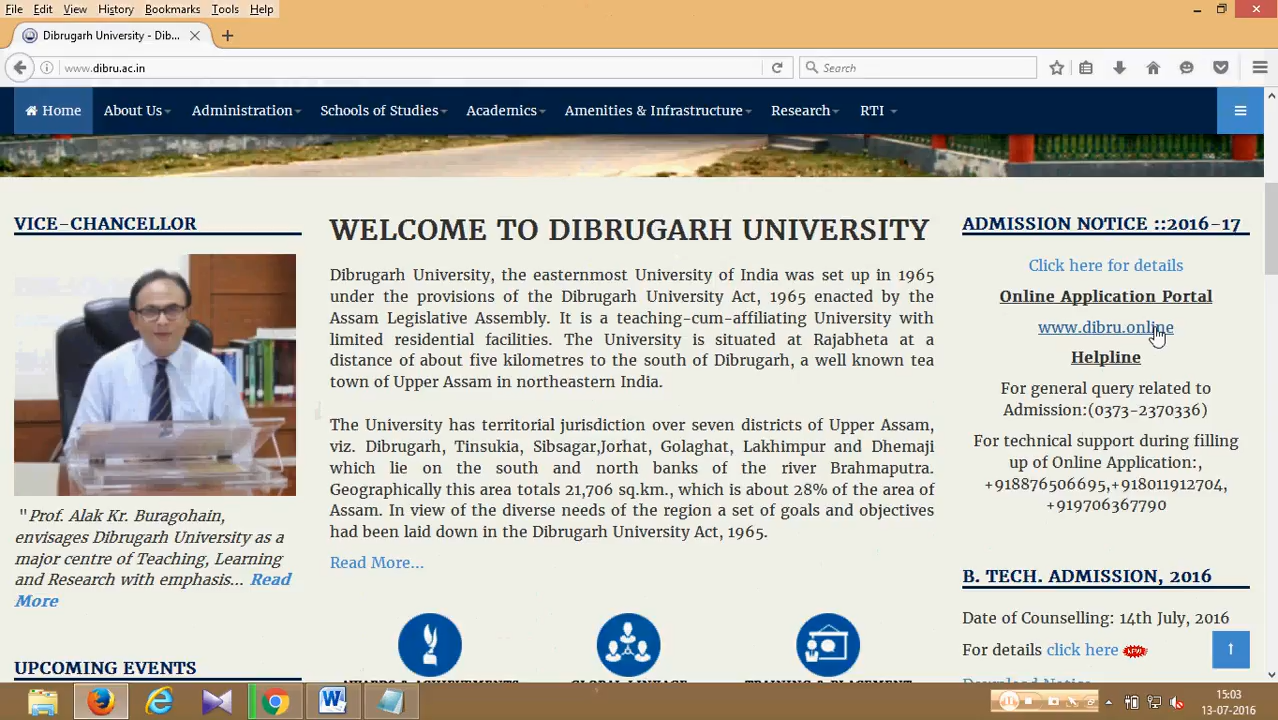 File Edit View History Bookmarks Tools Help
Dibrugarh University - Dib...
www.dibru.ac.in
Search
Home About Us Administration Schools of Studies Academics Amenities & Infrastructure Research RTI
VICE-CHANCELLOR
"Prof. Alak Kr. Buragohain,
envisages Dibrugarh University as a
major centre of Teaching, Learning
and Research with emphasis... Read
More
UPCOMING EVENTS
WELCOME TO DIBRUGARH UNIVERSITY
Dibrugarh University, the easternmost University of India was set up in 1965
under the provisions of the Dibrugarh University Act, 1965 enacted by the
Assam Legislative Assembly. It is a teaching-cum-affiliating University with
limited residential facilities. The University is situated at Rajabheta at a
distance of about five kilometres to the south of Dibrugarh, a well known tea
town of Upper Assam in northeastern India.
The University has territorial jurisdiction over seven districts of Upper Assam,
viz. Dibrugarh, Tinsukia, Sibsagar,Jorhat, Golaghat, Lakhimpur and Dhemaji
which lie on the south and north banks of the river Brahmaputra.
Geographically this area totals 21,706 sq.km., which is about 28% of the area of
Assam. In view of the diverse needs of the region a set of goals and objectives
had been laid down in the Dibrugarh University Act, 1965.
Read More...
ADMISSION NOTICE ::2016-17
Click here for details
Online Application Portal
www.dibru.online
Helpline
For general query related to
Admission:(0373-2370336)
For technical support during filling
up of Online Application:,
+918876506695,+918011912704,
+919706367790
B. TECH. ADMISSION, 2016
Date of Counselling: 14th July, 2016
For details click here NEW
Download Notice
15:03
13-07-2016